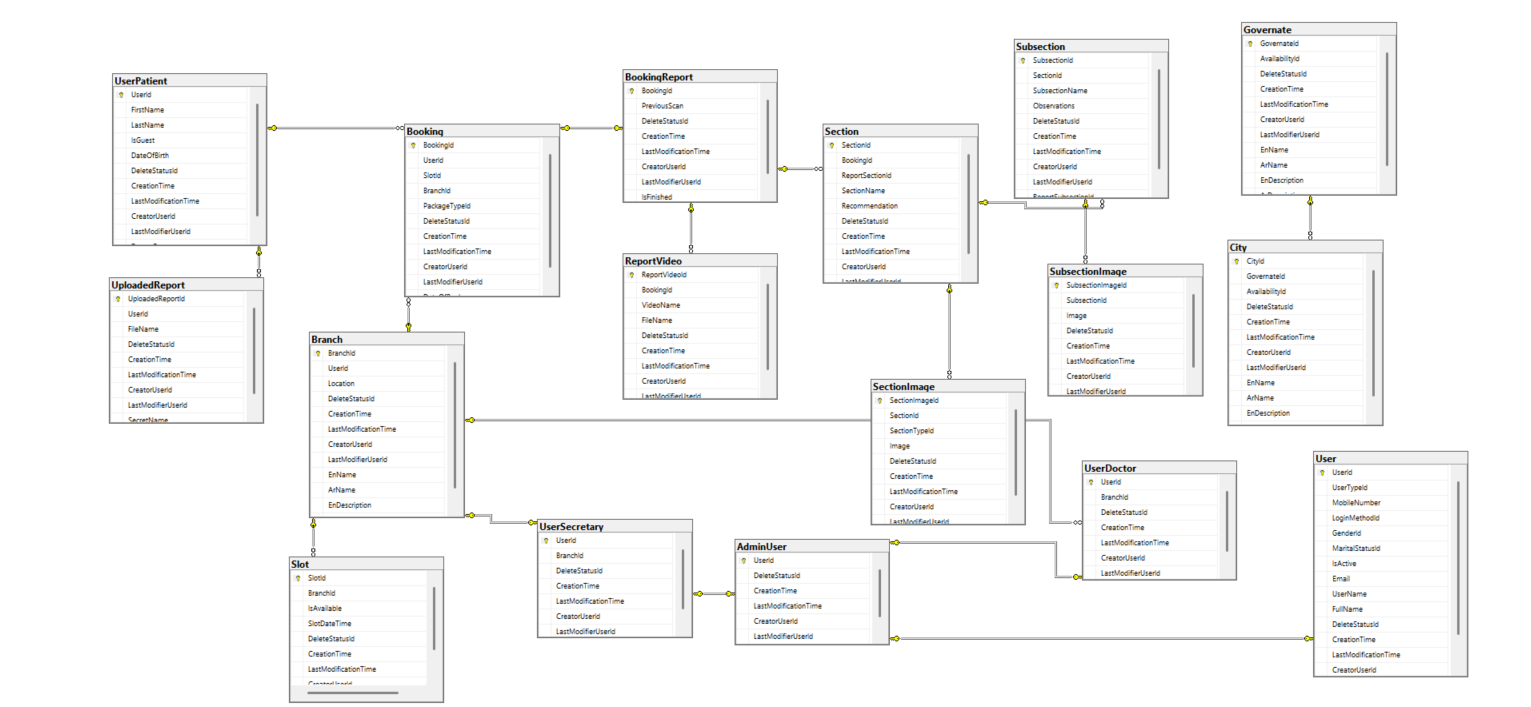 UserPatient
UserId
FirstName
LastName
IsGuest
DateOfBirth
DeleteStatusId
CreationTime
LastModificationTime
CreatorUserId
LastModifierUserId
UploadedReport
UploadedReportId
UserId
FileName
DeleteStatusId
CreationTime
LastModificationTime
CreatorUserId
LastModifierUserId
SecretName
Booking
BookingId
UserId
SlotId
BranchId
PackageTypeId
DeleteStatusId
CreationTime
LastModificationTime
CreatorUserId
LastModifierUserId
Branch
BranchId
UserId
Location
DeleteStatusId
CreationTime
LastModificationTime
CreatorUserId
LastModifierUserId
EnName
ArName
EnDescription
Slot
SlotId
BranchId
IsAvailable
SlotDateTime
DeleteStatusId
CreationTime
LastModificationTime
CreatorUserId
BookingReport
BookingId
PreviousScan
DeleteStatusId
CreationTime
LastModificationTime
CreatorUserId
LastModifierUserId
IsFinished
ReportVideo
ReportVideoId
BookingId
VideoName
FileName
DeleteStatusId
CreationTime
LastModificationTime
CreatorUserId
LastModifierUserId
UserSecretary
UserId
BranchId
DeleteStatusId
CreationTime
LastModificationTime
CreatorUserId
LastModifierUserId
AdminUser
UserId
DeleteStatusId
CreationTime
LastModificationTime
CreatorUserId
LastModifierUserId
Section
SectionId
BookingId
ReportSectionId
SectionName
Recommendation
DeleteStatusId
CreationTime
LastModificationTime
CreatorUserId
LastModifierUserId
SectionImage
SectionImageId
SectionId
SectionTypeId
Image
DeleteStatusId
CreationTime
LastModificationTime
CreatorUserId
LastModifierUserId
Subsection
SubsectionId
SectionId
SubsectionName
Observations
DeleteStatusId
CreationTime
LastModificationTime
CreatorUserId
LastModifierUserId
ReportSubsectionId
SubsectionImage
SubsectionImageId
SubsectionId
Image
DeleteStatusId
CreationTime
LastModificationTime
CreatorUserId
LastModifierUserId
UserDoctor
UserId
BranchId
DeleteStatusId
CreationTime
LastModificationTime
CreatorUserId
LastModifierUserId
Governate
GovernateId
AvailabilityId
DeleteStatusId
CreationTime
LastModificationTime
CreatorUserId
LastModifierUserId
EnName
ArName
EnDescription
City
CityId
GovernateId
AvailabilityId
DeleteStatusId
CreationTime
LastModificationTime
CreatorUserId
LastModifierUserId
EnName
ArName
EnDescription
User
UserId
UserTypeId
MobileNumber
LoginMethodId
GenderId
MaritalStatusId
IsActive
Email
UserName
FullName
DeleteStatusId
CreationTime
LastModificationTime
CreatorUserId